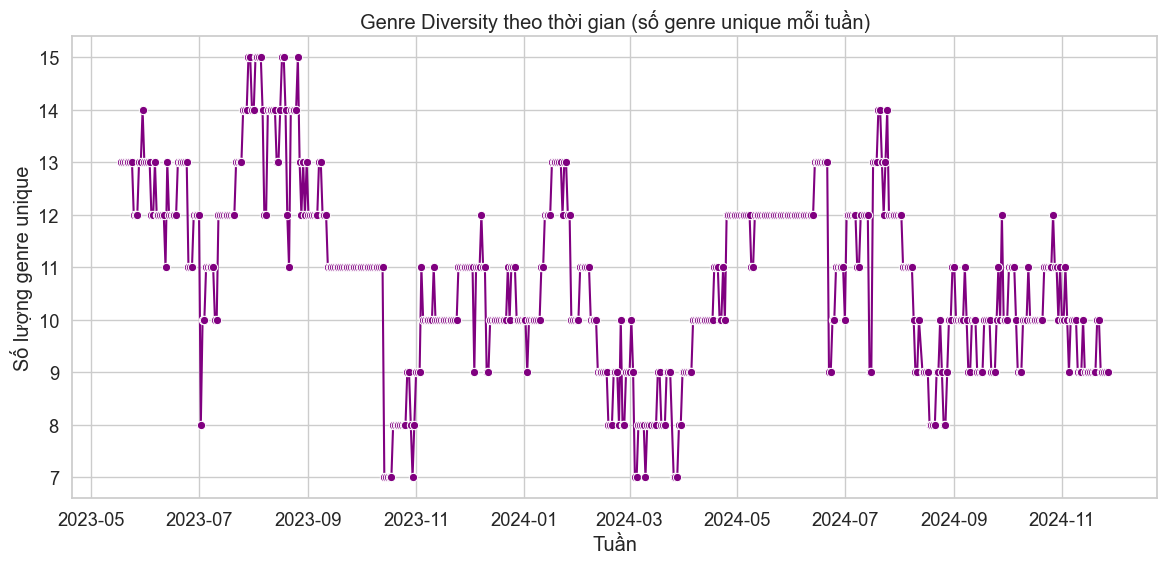 Genre Diversity theo thời gian (số genre unique mỗi tuần)
Số lượng genre unique
15
14
13
12
11
10
9
8
7
2023-05 2023-07 2023-09 2023-11 2024-01 2024-03 2024-05 2024-07 2024-09 2024-11
Tuần